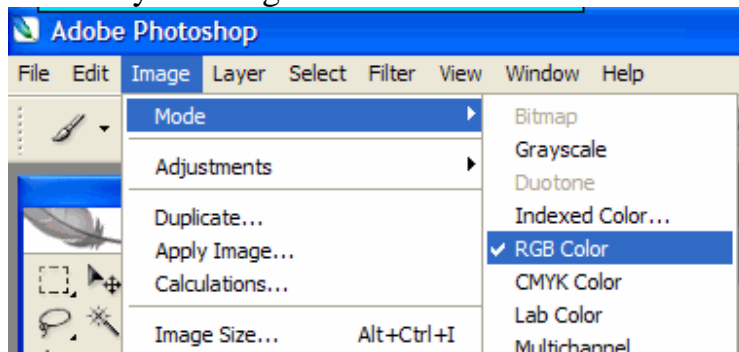 Adobe Photoshop
File Edit Image Layer Select Filter View Window Help
Mode
Adjustments
Duplicate...
Apply Image...
Calculations...
Image Size... Alt+Ctrl+I
Bitmap
Grayscale
Duotone
Indexed Color...
RGB Color
CMYK Color
Lab Color
Multichannel